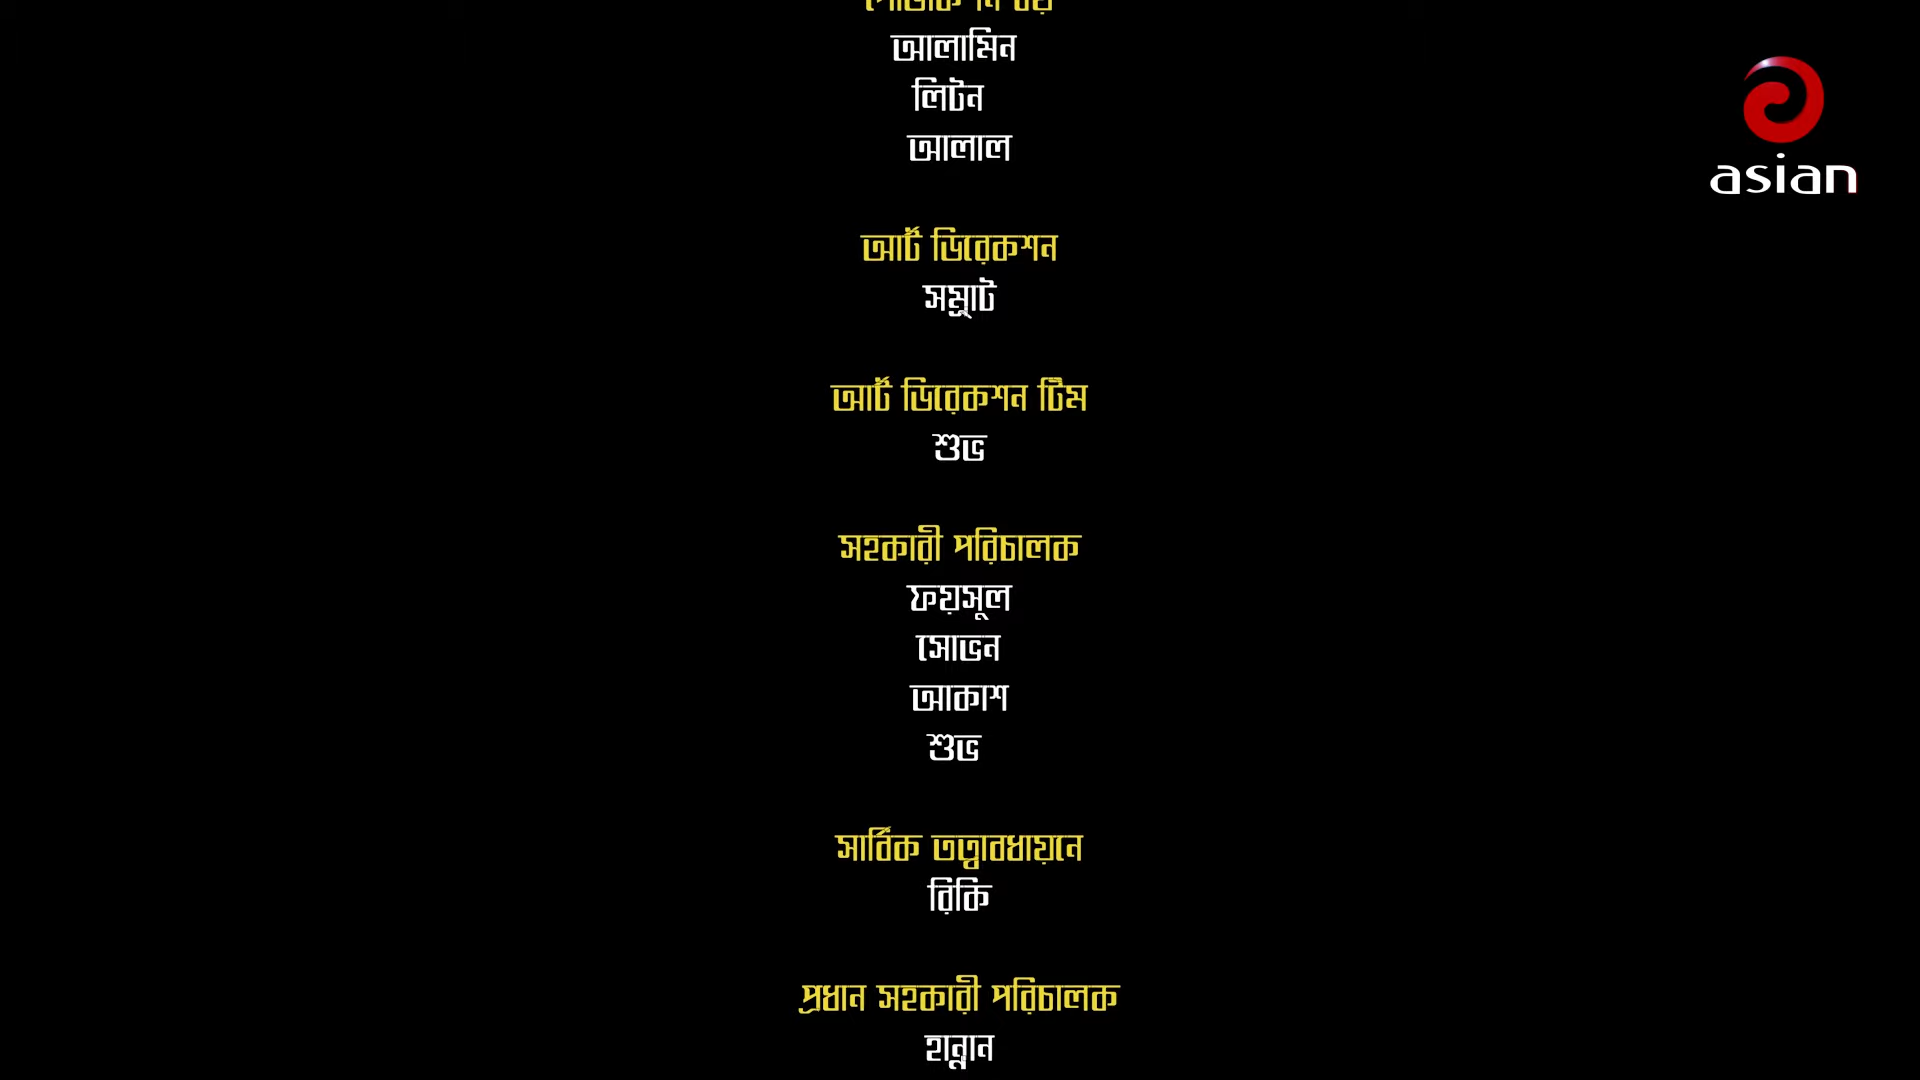 আলামিন
লিটন
আলাল
আর্ট ডিরেকশন
সম্রাট
আর্ট ডিরেকশন টিম
শুভ
সহকারী পরিচালক
ফয়সুল
সোভন
আকাশ
শুভ
সার্বিক তত্বাবধায়নে
রিকি
প্রধান সহকারী পরিচালক
হান্নান
asian